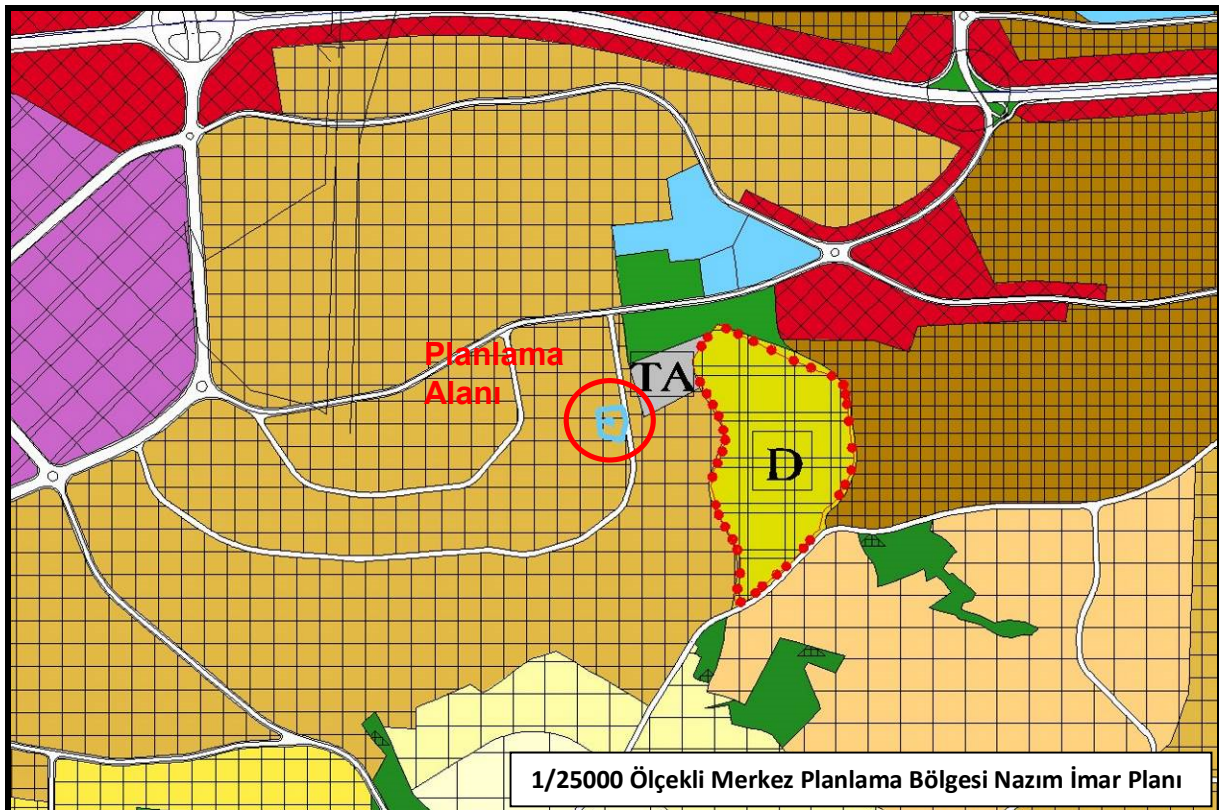 Planlama
Alanı
TA
D
1/25000 Ölçekli Merkez Planlama Bölgesi Nazım İmar Planı